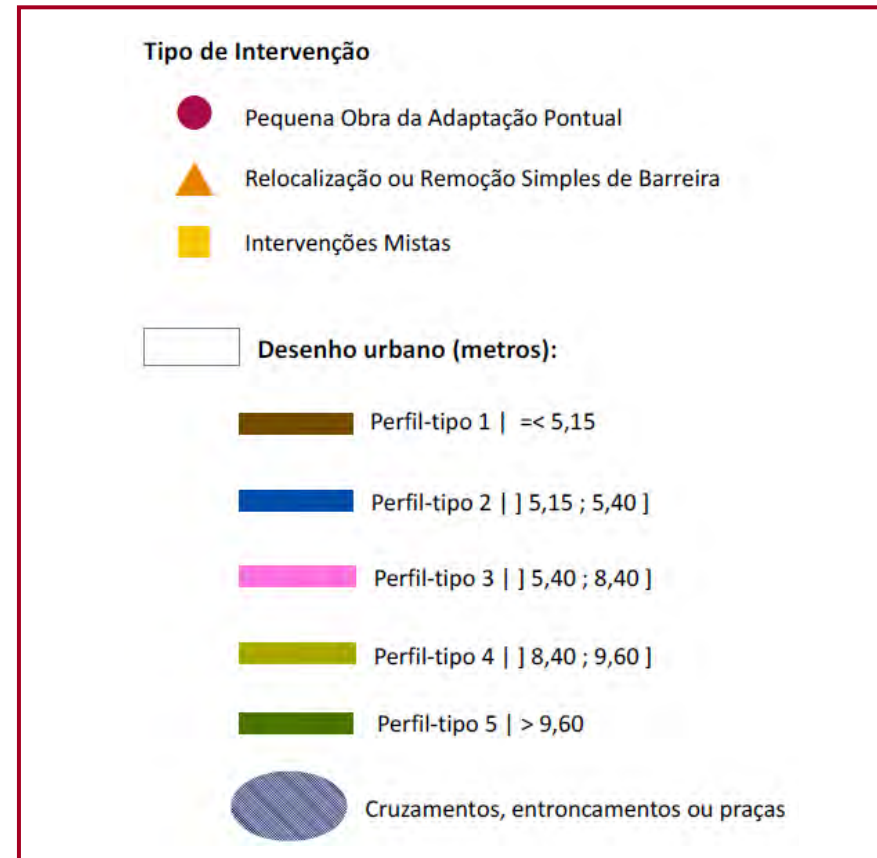 Tipo de Intervenção
Pequena Obra da Adaptação Pontual
Relocalização ou Remoção Simples de Barreira
Intervenções Mistas
Desenho urbano (metros):
Perfil-tipo 1 | =< 5,15
Perfil-tipo 2 | ] 5,15 ; 5,40 ]
Perfil-tipo 3 | ] 5,40 ; 8,40 ]
Perfil-tipo 4 | ] 8,40 ; 9,60 ]
Perfil-tipo 5 | > 9,60
Cruzamentos, entroncamentos ou praças